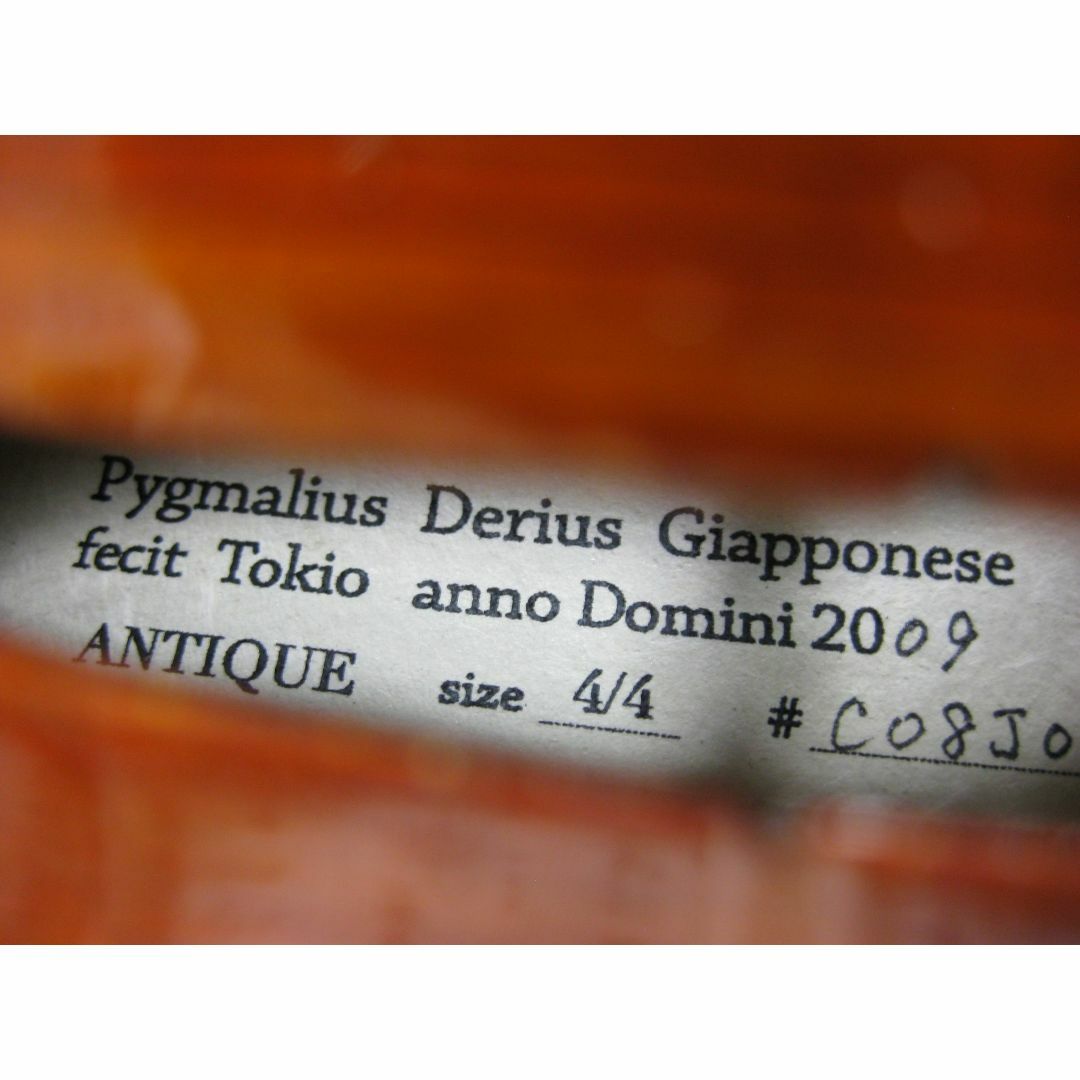 Pygmalius Derius Giapponese
fecit Tokio anno Domini 2009
ANTIQUE size 4/4 # C08J0